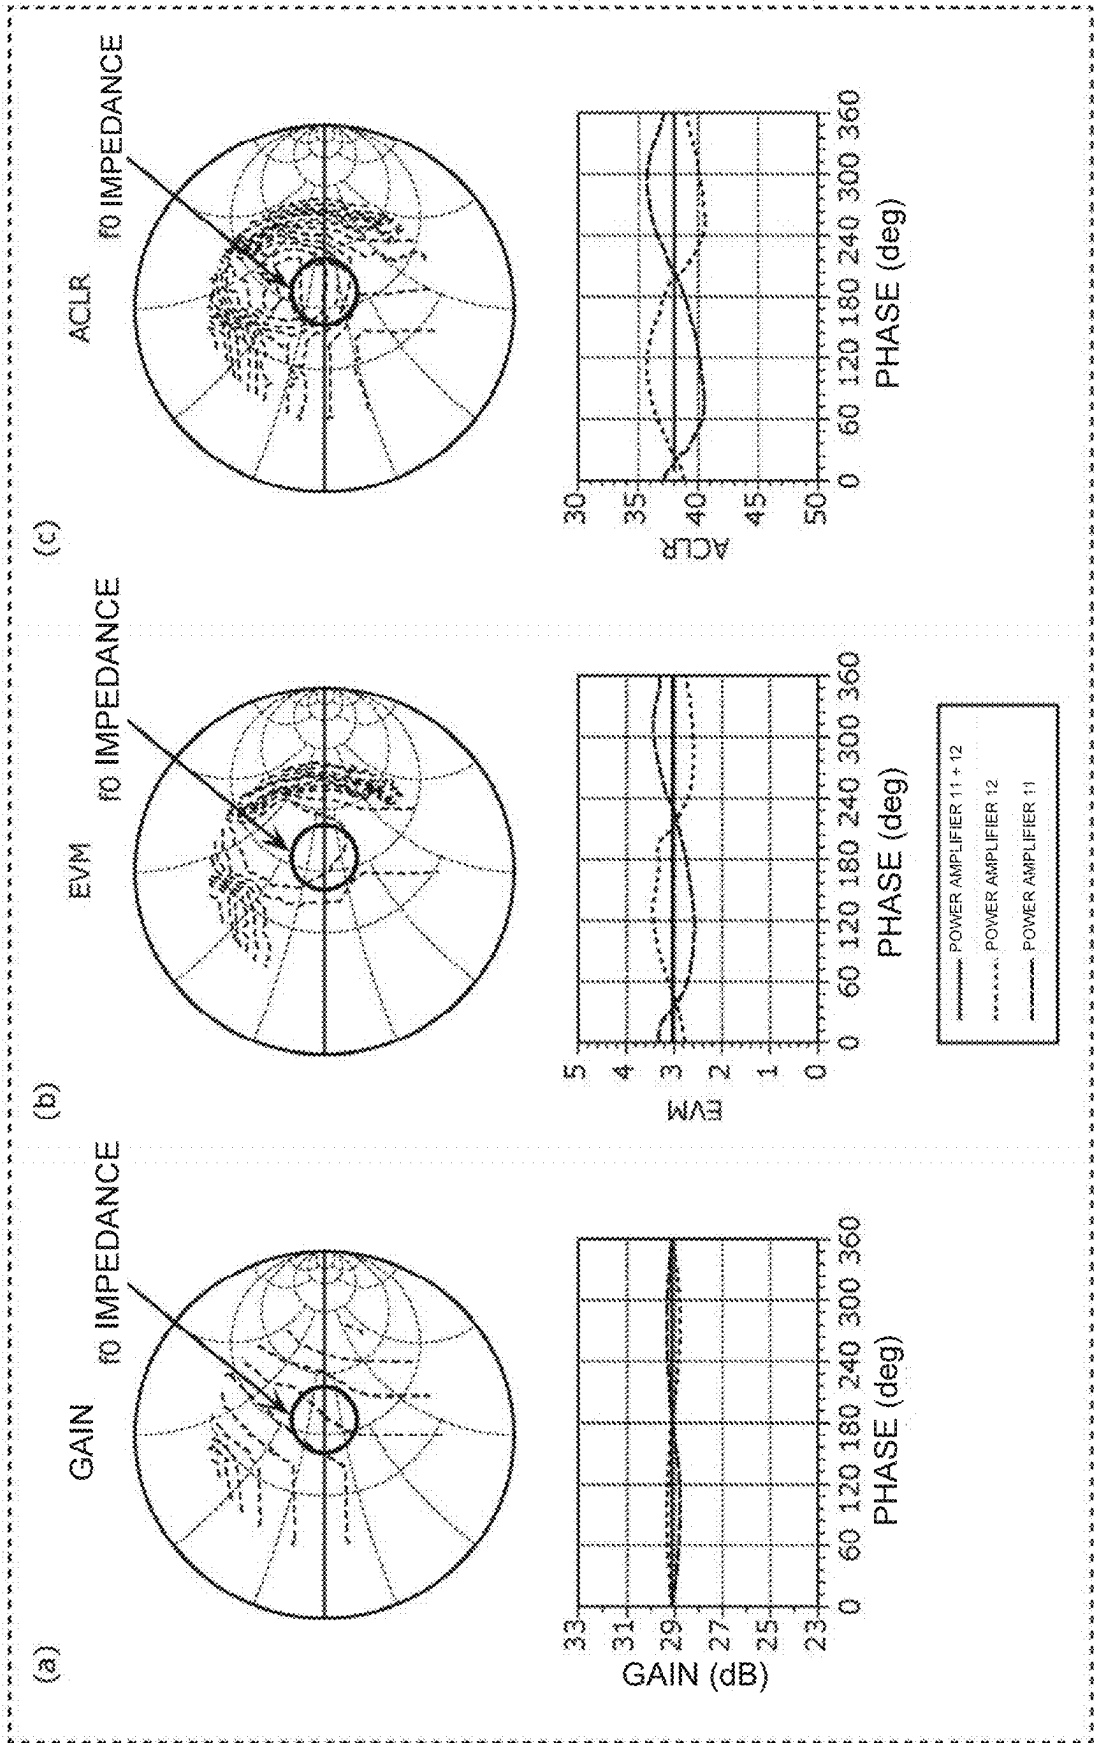 (a)
GAIN
f0 IMPEDANCE
GAIN (dB)
33
31
29
27
25
23
0 60 120 180 240 300 360
PHASE (deg)
(b)
EVM
f0 IMPEDANCE
EVM
5
4
3
2
1
0
0 60 120 180 240 300 360
PHASE (deg)
POWER AMPLIFIER 11 + 12
POWER AMPLIFIER 12
POWER AMPLIFIER 11
(c)
ACLR
f0 IMPEDANCE
ACLR
30
35
40
45
50
0 60 120 180 240 300 360
PHASE (deg)